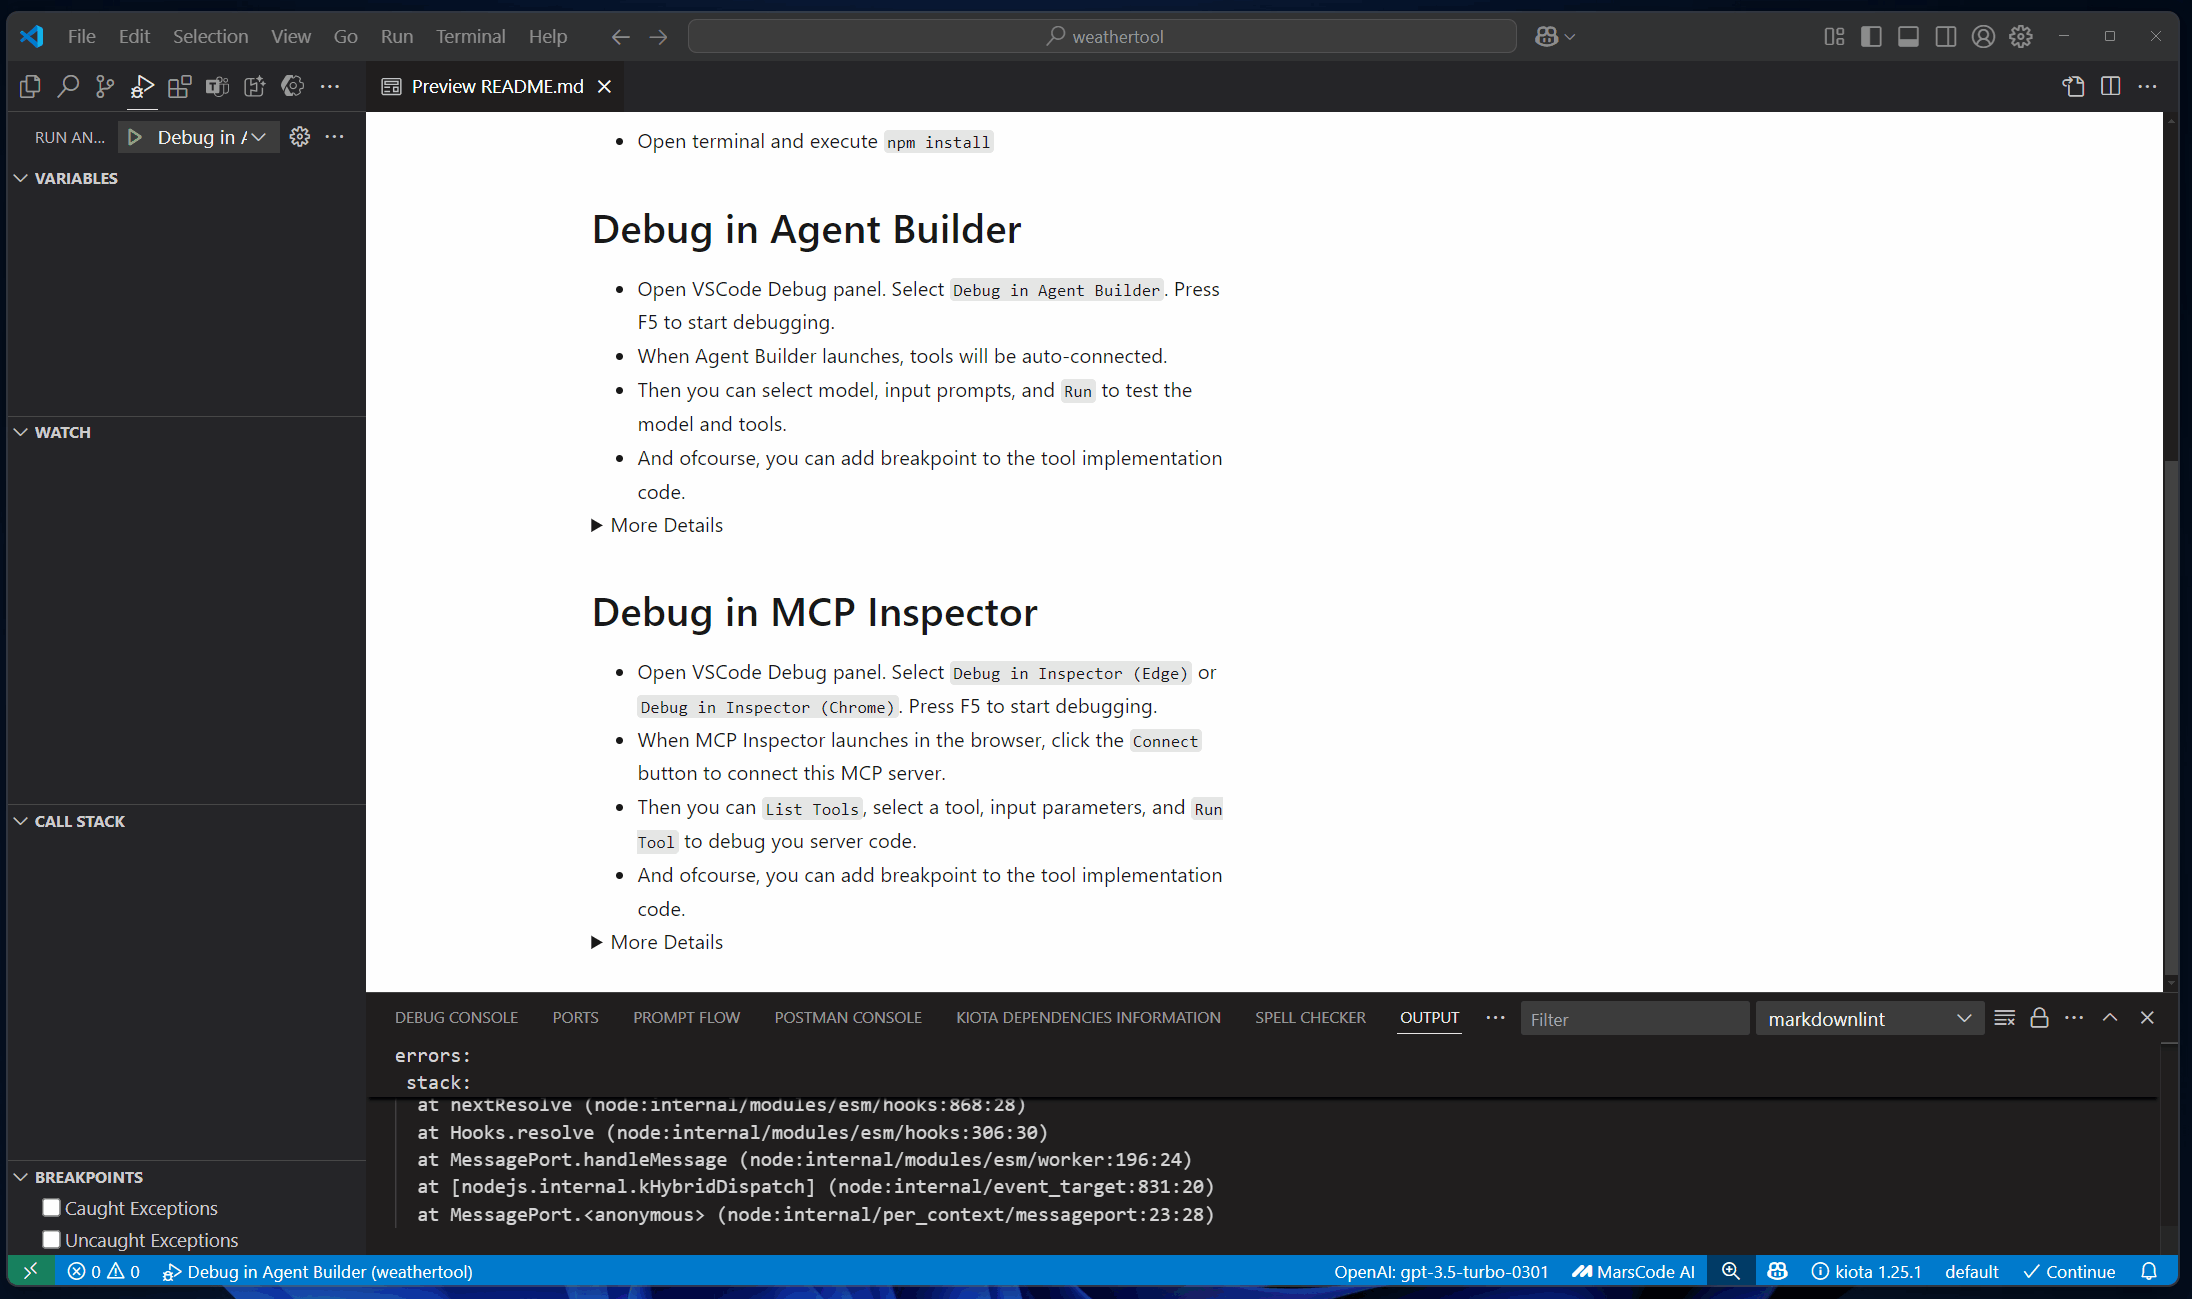 File Edit Selection View Go Run Terminal Help weathertool
Preview README.md
RUN AN... Debug in A
VARIABLES
WATCH
CALL STACK
BREAKPOINTS
Caught Exceptions
Uncaught Exceptions
Open terminal and execute npm install
Debug in Agent Builder
Open VSCode Debug panel. Select Debug in Agent Builder. Press
F5 to start debugging.
When Agent Builder launches, tools will be auto-connected.
Then you can select model, input prompts, and Run to test the
model and tools.
And ofcourse, you can add breakpoint to the tool implementation
code.
More Details
Debug in MCP Inspector
Open VSCode Debug panel. Select Debug in Inspector (Edge) or
Debug in Inspector (Chrome). Press F5 to start debugging.
When MCP Inspector launches in the browser, click the Connect
button to connect this MCP server.
Then you can List Tools, select a tool, input parameters, and Run
Tool to debug you server code.
And ofcourse, you can add breakpoint to the tool implementation
code.
More Details
DEBUG CONSOLE PORTS PROMPT FLOW POSTMAN CONSOLE KIOTA DEPENDENCIES INFORMATION SPELL CHECKER OUTPUT ... Filter markdownlint
errors:
stack:
at nextResolve (node:internal/modules/esm/hooks:868:28)
at Hooks.resolve (node:internal/modules/esm/hooks:306:30)
at MessagePort.handleMessage (node:internal/modules/esm/worker:196:24)
at [nodejs.internal.kHybridDispatch] (node:internal/event_target:831:20)
at MessagePort.<anonymous> (node:internal/per_context/messageport:23:28)
0 0 Debug in Agent Builder (weathertool) OpenAI: gpt-3.5-turbo-0301 MarsCode AI kiota 1.25.1 default Continue